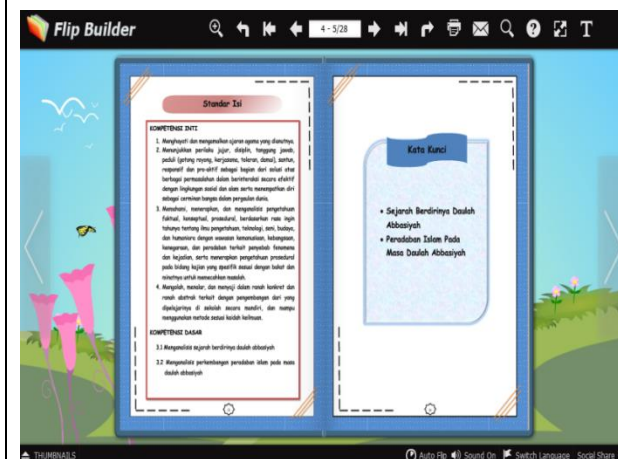 Flip Builder
4 - 5/28
Standar Isi
KOMPETENSI INTI
1. Menghayati dan mengamalkan ajaran agama yang dianutnya.
2. Menunjukkan perilaku jujur, disiplin, tanggung jawab,
peduli (gotong royong, kerjasama, toleran, damai), santun,
responsif dan pro-aktif sebagai bagian dari solusi atas
berbagai permasalahan dalam berinteraksi secara efektif
dengan lingkungan sosial dan alam serta menempatkan diri
sebagai cerminan bangsa dalam pergaulan dunia.
3. Memahami, menerapkan, dan menganalisis pengetahuan
faktual, konseptual, prosedural, berdasarkan rasa ingin
tahunya tentang ilmu pengetahuan, teknologi, seni, budaya,
dan humaniora dengan wawasan kemanusiaan, kebangsaan,
kenegaraan, dan peradaban terkait penyebab fenomena
dan kejadian, serta menerapkan pengetahuan prosedural
pada bidang kajian yang spesifik sesuai dengan bakat dan
minatnya untuk memecahkan masalah.
4. Mengolah, menalar, dan menyaji dalam ranah konkret dan
ranah abstrak terkait dengan pengembangan dari yang
dipelajarinya di sekolah secara mandiri, dan mampu
menggunakan metode sesuai kaidah keilmuan.
KOMPETENSI DASAR
3.1 Menganalisis sejarah berdirinya daulah abbasiyah
3.2 Menganalisis perkembangan peradaban islam pada masa
daulah abbasiyah
Kata Kunci
• Sejarah Berdirinya Daulah
Abbasiyah
• Peradaban Islam Pada
Masa Daulah Abbasiyah
THUMBNAILS
Auto Flip Sound On Switch Language Social Share